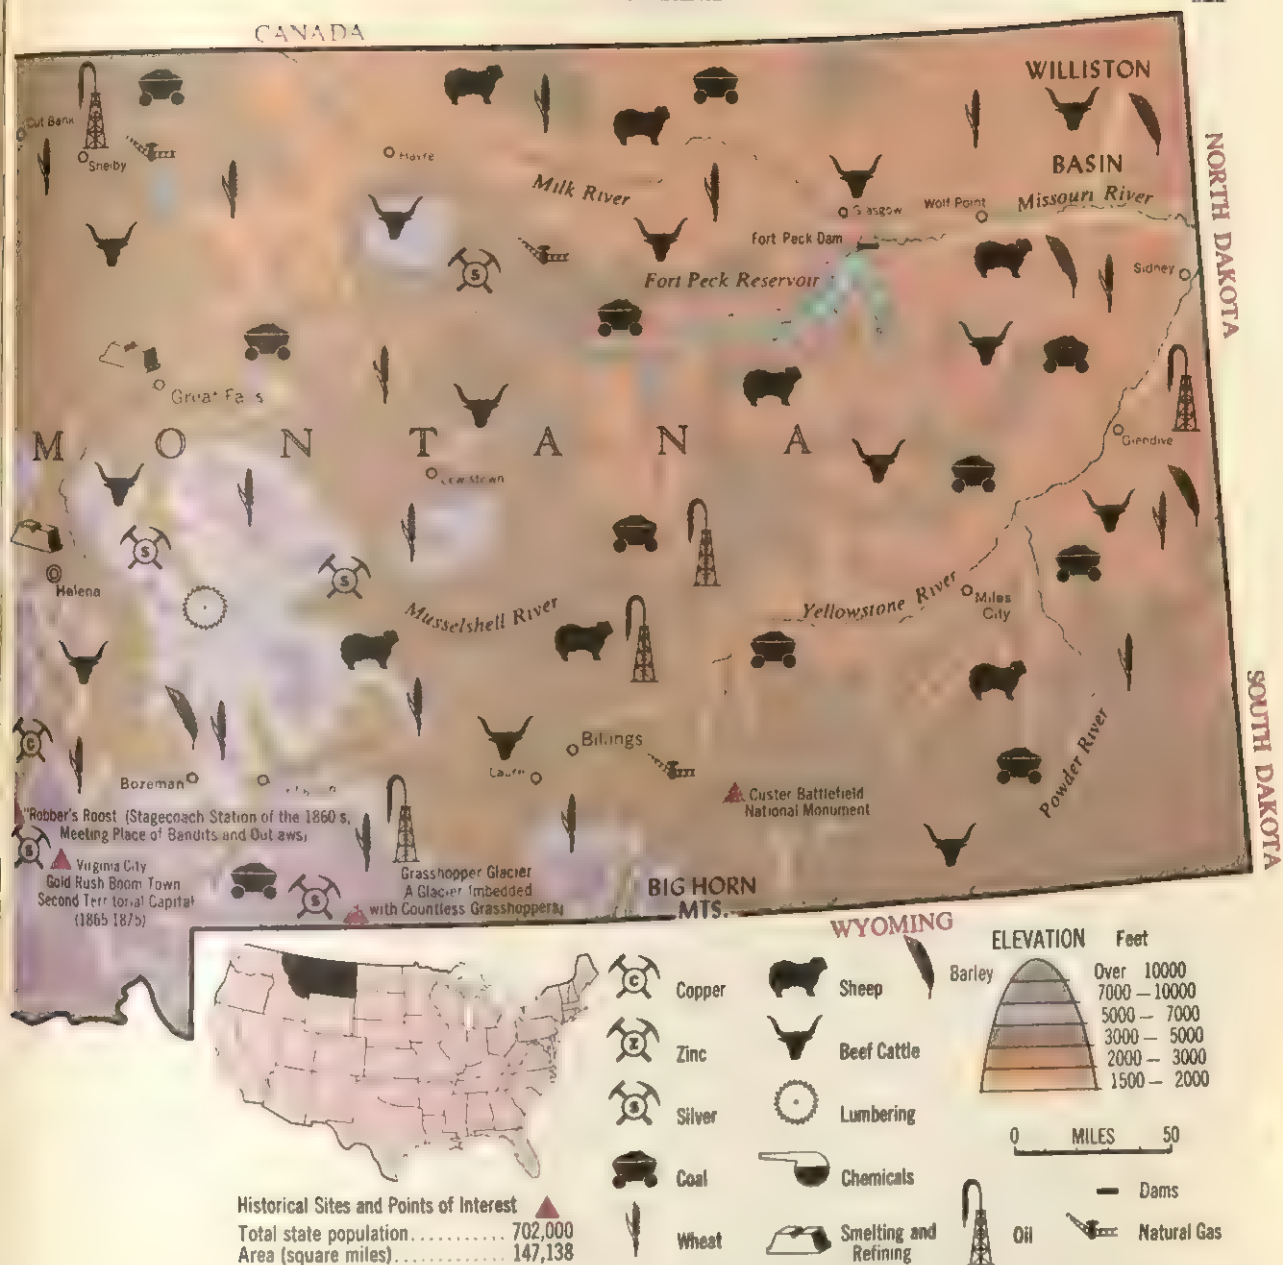 CANADA
WILLISTON
BASIN
Cut Bank
Shelby
Havre
Milk River
Glasgow
Wolf Point
Missouri River
Fort Peck Dam
Fort Peck Reservoir
Sidney
NORTH DAKOTA
Great Falls
MONTANA
Glendive
Lewistown
Helena
Musselshell River
Yellowstone River
Miles
City
Powder River
SOUTH DAKOTA
Billings
Laurel
Bozeman
"Robber's Roost (Stagecoach Station of the 1860's,
Meeting Place of Bandits and Outlaws)
Virginia City
Gold Rush Boom Town
Second Territorial Capital
(1865 1875)
Grasshopper Glacier
A Glacier Imbedded
with Countless Grasshoppers
Custer Battlefield
National Monument
BIG HORN
MTS.
WYOMING
C Copper
Z Zinc
S Silver
Coal
Wheat
Sheep
Beef Cattle
Lumbering
Chemicals
Smelting and
Refining
Barley
Oil
ELEVATION Feet
Over 10000
7000 — 10000
5000 — 7000
3000 — 5000
2000 — 3000
1500 — 2000
0 MILES 50
Dams
Natural Gas
Historical Sites and Points of Interest
Total state population............ 702,000
Area (square miles).............. 147,138